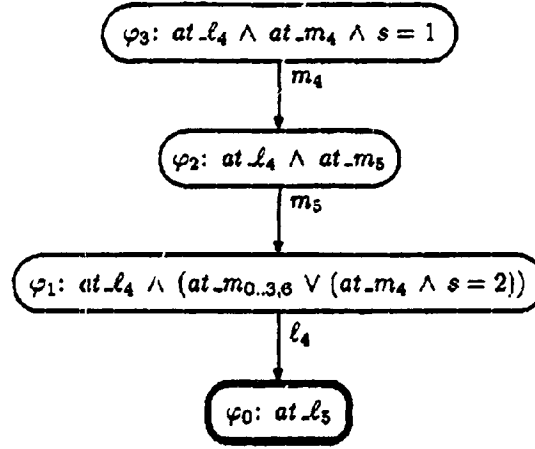 φ₃: at_ℓ₄ ∧ at_m₄ ∧ s = 1
m₄
φ₂: at_ℓ₄ ∧ at_m₅
m₅
φ₁: at_ℓ₄ ∧ (at_m₀..₃,₆ ∨ (at_m₄ ∧ s = 2))
ℓ₄
φ₀: at_ℓ₅